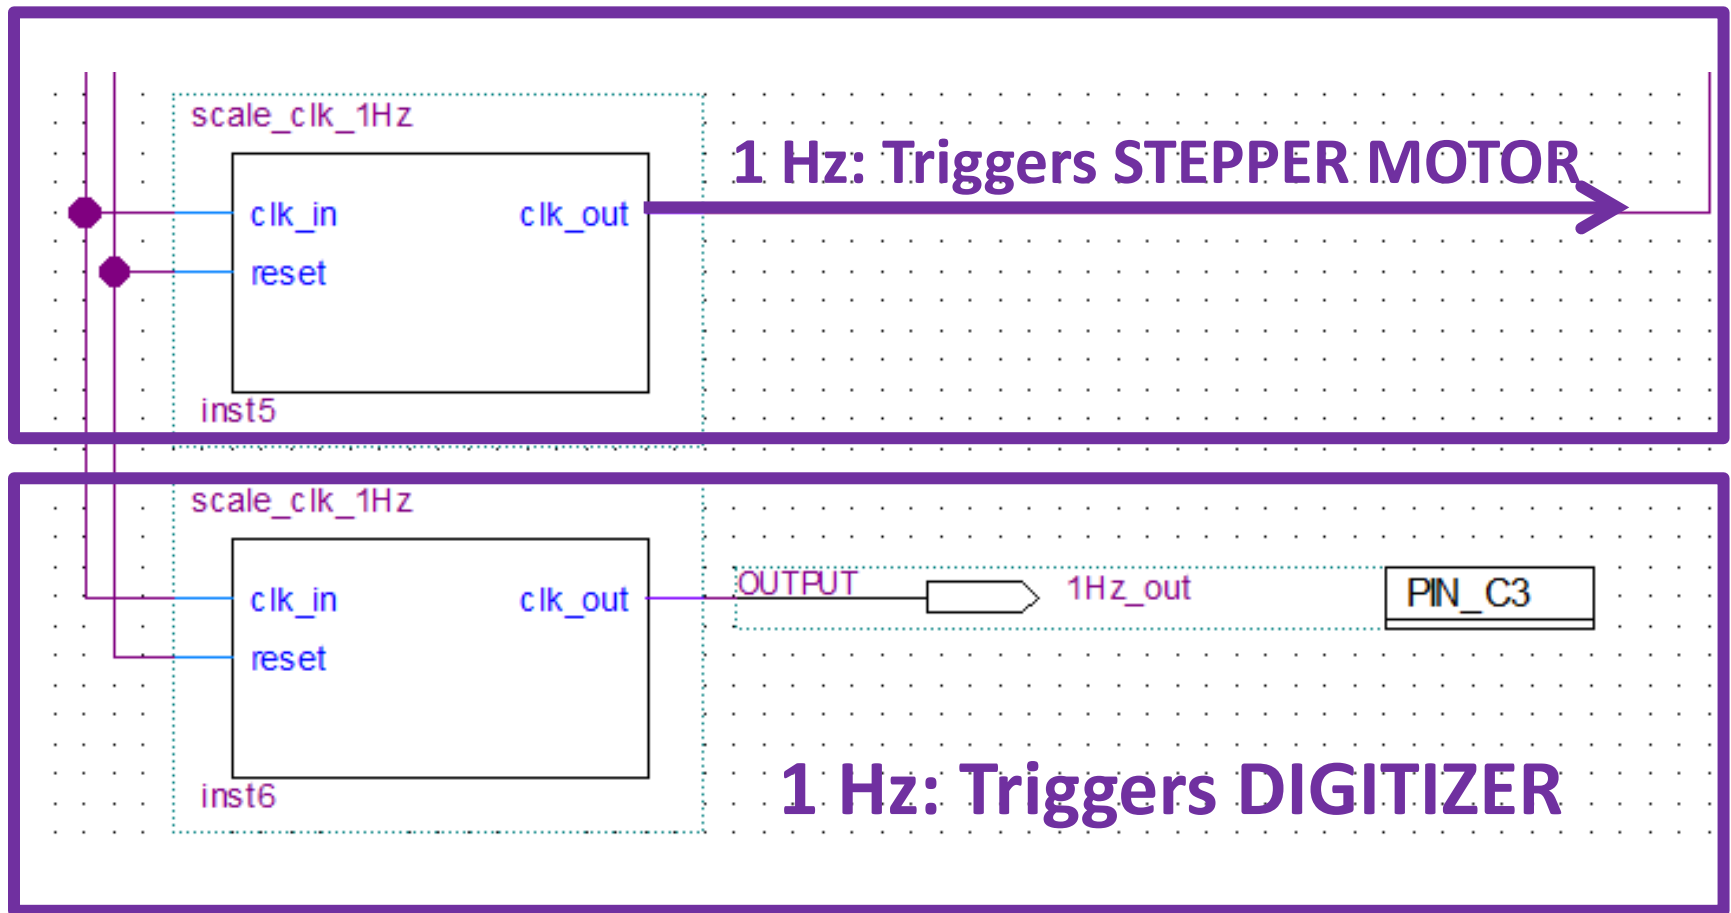 scale_clk_1Hz
1 Hz: Triggers STEPPER MOTOR
clk_in clk_out
reset
inst5
scale_clk_1Hz
OUTPUT 1Hz_out PIN_C3
clk_in clk_out
reset
1 Hz: Triggers DIGITIZER
inst6